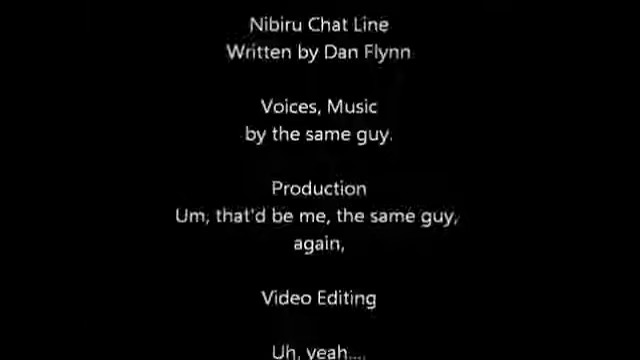 Nibiru Chat Line
Written by Dan Flynn
Voices, Music
by the same guy.
Production
Um, that'd be me, the same guy,
again,
Video Editing
Uh, yeah....